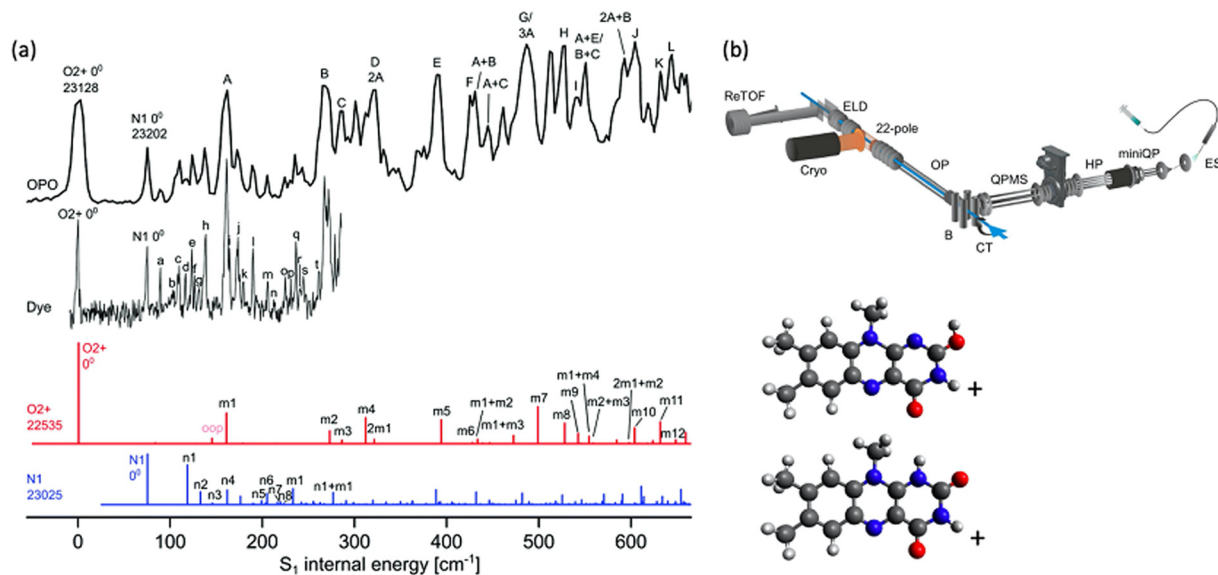 (a)
G/
3A
2A+B
A+E/
B+C
H
J
L
O2+ 0⁰
23128
N1 0⁰
23202
A
B
C
D
2A
E
F
A+B
A+C
I
K
OPO
O2+ 0⁰
N1 0⁰
a
b
c
d
e
f
g
h
i
j
k
l
m
n
o
p
q
r
s
t
Dye
O2+
0⁰
oop
m1
m2
m3
m4
2m1
m5
m6
m1+m2
m1+m3
m7
m8
m9
m1+m4
m2+m3
2m1+m2
m10
m11
m12
O2+
22535
N1
0⁰
n1
n2
n3
n4
n5
n6
n7
n8
m1
n1+m1
N1
23025
0 100 200 300 400 500 600
S₁ internal energy [cm⁻¹]
(b)
ReTOF
ELD
22-pole
Cryo
OP
QPMS
B
CT
HP
miniQP
ES
+
+